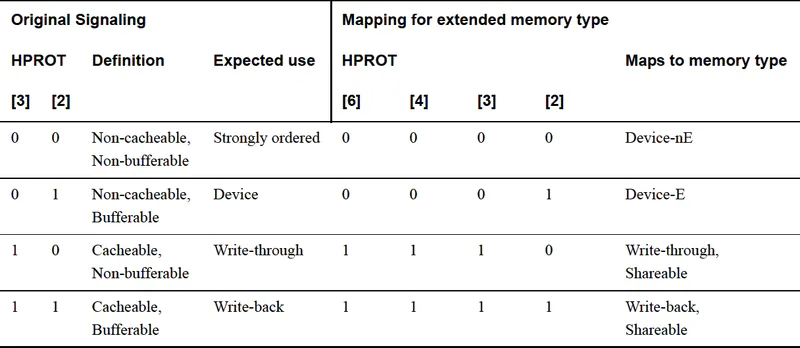 Original Signaling Mapping for extended memory type
HPROT Definition Expected use HPROT Maps to memory type
[3] [2] [6] [4] [3] [2]
0 0 Non-cacheable, Strongly ordered 0 0 0 0 Device-nE
Non-bufferable
0 1 Non-cacheable, Device 0 0 0 1 Device-E
Bufferable
1 0 Cacheable, Write-through 1 1 1 0 Write-through,
Non-bufferable Shareable
1 1 Cacheable, Write-back 1 1 1 1 Write-back,
Bufferable Shareable